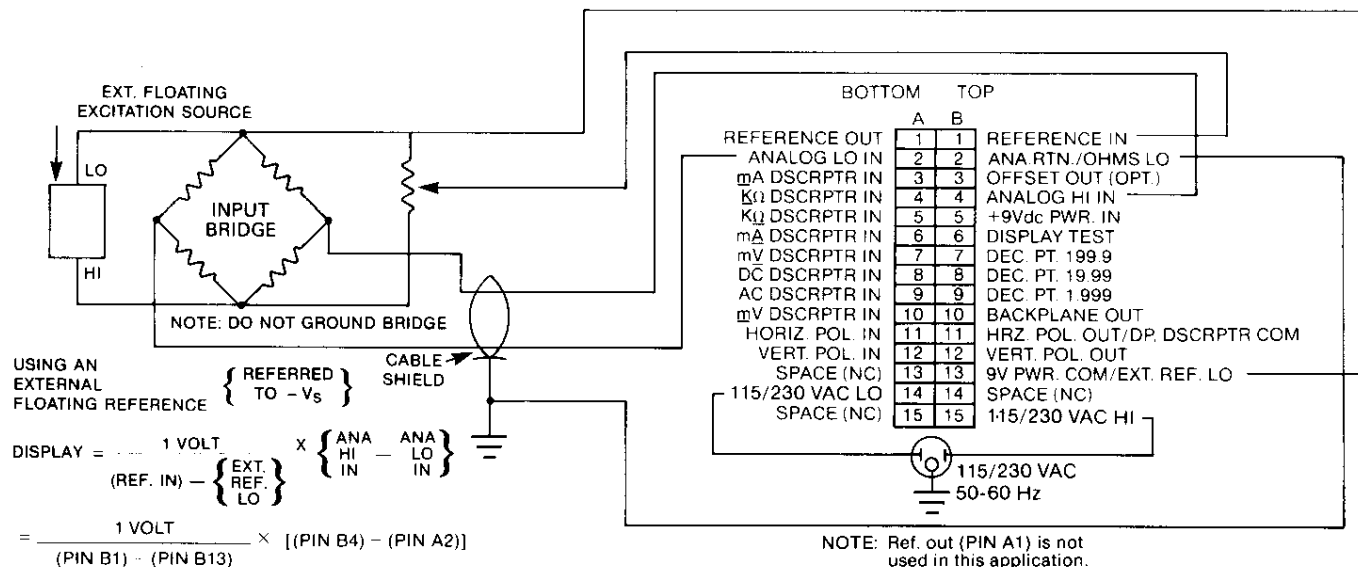 EXT. FLOATING
EXCITATION SOURCE
LO
INPUT
BRIDGE
HI
NOTE: DO NOT GROUND BRIDGE
CABLE
SHIELD
USING AN
EXTERNAL
FLOATING REFERENCE { REFERRED TO – VS }
DISPLAY = 1 VOLT / (REF. IN) – { EXT. REF. LO } X { ANA HI IN – ANA LO IN }
= 1 VOLT / (PIN B1) – (PIN B13) × [(PIN B4) – (PIN A2)]
BOTTOM TOP
A B
REFERENCE OUT 1 1 REFERENCE IN
ANALOG LO IN 2 2 ANA.RTN./OHMS LO
mA DSCRPTR IN 3 3 OFFSET OUT (OPT.)
KΩ DSCRPTR IN 4 4 ANALOG HI IN
KΩ DSCRPTR IN 5 5 +9Vdc PWR. IN
mA DSCRPTR IN 6 6 DISPLAY TEST
mV DSCRPTR IN 7 7 DEC. PT. 199.9
DC DSCRPTR IN 8 8 DEC. PT. 19.99
AC DSCRPTR IN 9 9 DEC. PT. 1.999
mV DSCRPTR IN 10 10 BACKPLANE OUT
HORIZ. POL. IN 11 11 HRZ. POL. OUT/DP, DSCRPTR COM
VERT. POL. IN 12 12 VERT. POL. OUT
SPACE (NC) 13 13 9V PWR. COM/EXT. REF. LO
115/230 VAC LO 14 14 SPACE (NC)
SPACE (NC) 15 15 115/230 VAC HI
115/230 VAC
50-60 Hz
NOTE: Ref. out (PIN A1) is not
used in this application.